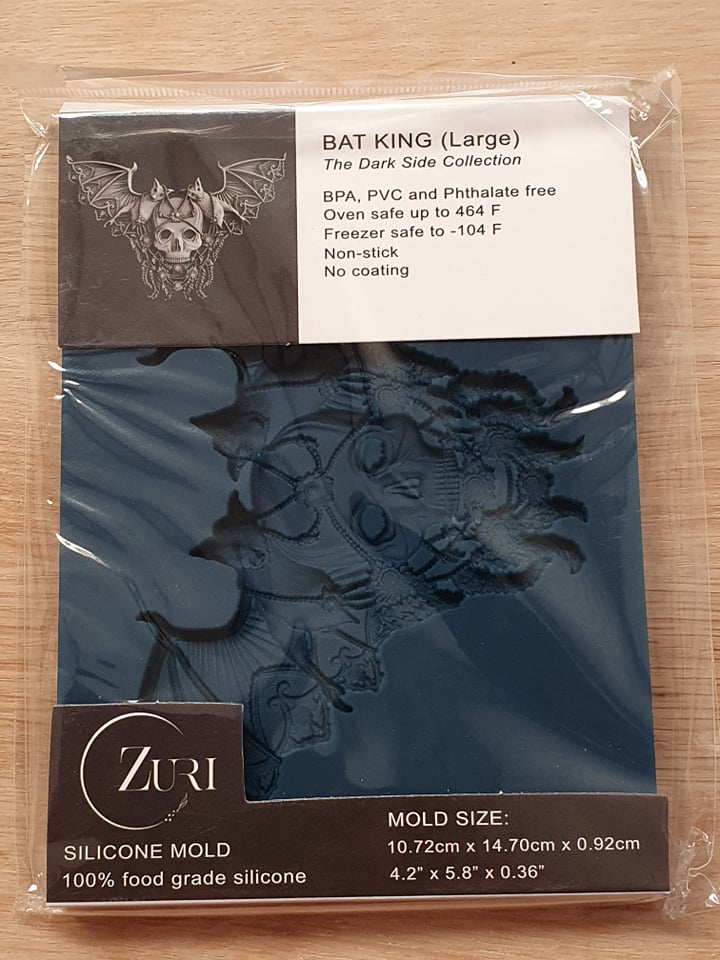 BAT KING (Large)
The Dark Side Collection
BPA, PVC and Phthalate free
Oven safe up to 464 F
Freezer safe to -104 F
Non-stick
No coating
ZURI
SILICONE MOLD
100% food grade silicone
MOLD SIZE:
10.72cm x 14.70cm x 0.92cm
4.2” x 5.8” x 0.36”